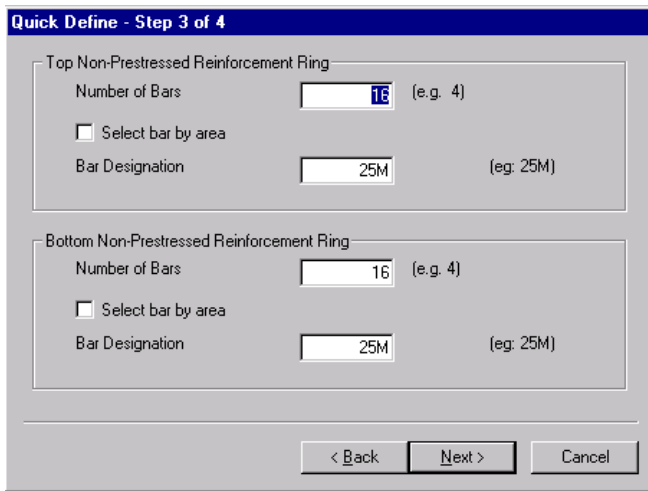 Quick Define - Step 3 of 4
Top Non-Prestressed Reinforcement Ring
Number of Bars 16 (e.g. 4)
Select bar by area
Bar Designation 25M (eg: 25M)
Bottom Non-Prestressed Reinforcement Ring
Number of Bars 16 (e.g. 4)
Select bar by area
Bar Designation 25M (eg: 25M)
< Back Next > Cancel